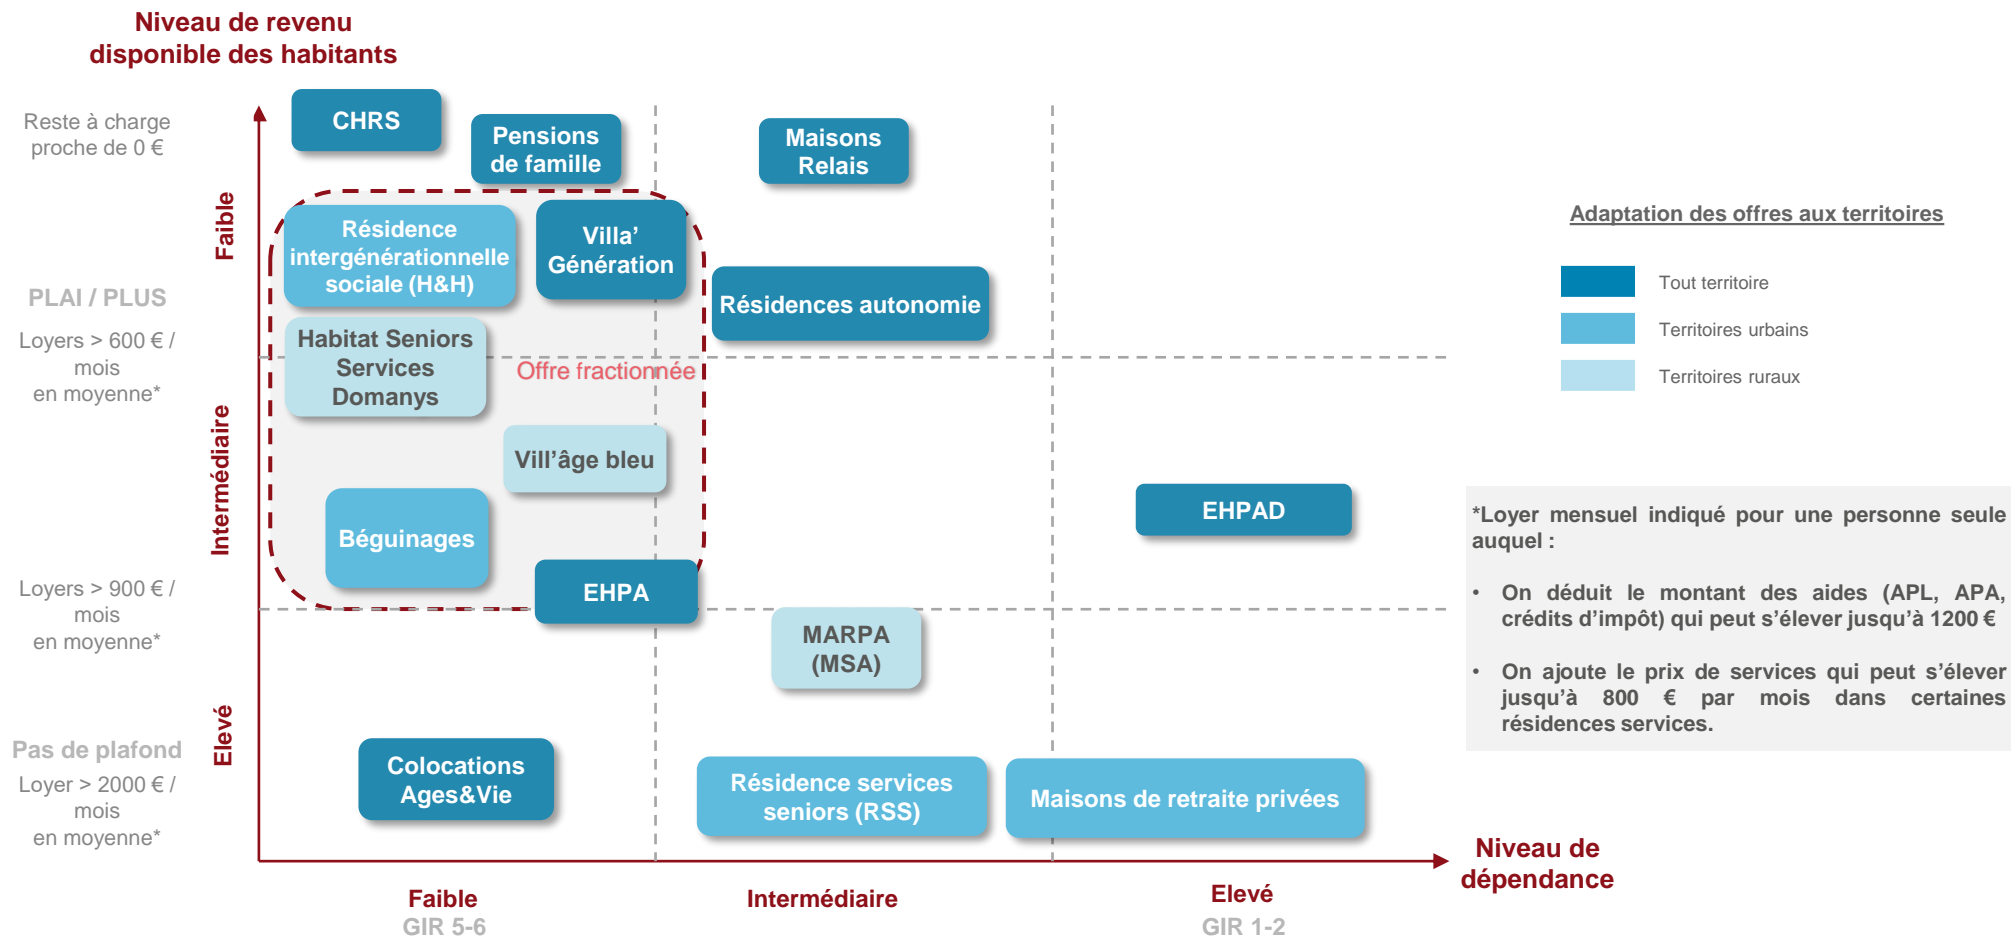 Niveau de revenu
disponible des habitants
Reste à charge
proche de 0 €
Faible
PLAI / PLUS
Loyers > 600 € /
mois
en moyenne*
Intermédiaire
Loyers > 900 € /
mois
en moyenne*
Elevé
Pas de plafond
Loyer > 2000 € /
mois
en moyenne*
CHRS
Pensions
de famille
Maisons
Relais
Résidence
intergénérationnelle
sociale (H&H)
Villa’
Génération
Résidences autonomie
Habitat Seniors
Services
Domanys
Offre fractionnée
Vill’âge bleu
Béguinages
EHPAD
EHPA
MARPA
(MSA)
Colocations
Ages&Vie
Résidence services
seniors (RSS)
Maisons de retraite privées
Niveau de
dépendance
Faible
GIR 5-6
Intermédiaire
Elevé
GIR 1-2
Adaptation des offres aux territoires
Tout territoire
Territoires urbains
Territoires ruraux
*Loyer mensuel indiqué pour une personne seule
auquel :
• On déduit le montant des aides (APL, APA,
crédits d’impôt) qui peut s’élever jusqu’à 1200 €
• On ajoute le prix de services qui peut s’élever
jusqu’à 800 € par mois dans certaines
résidences services.